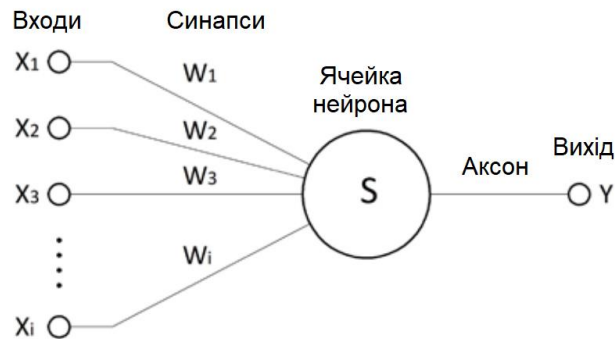 Входи
Синапси
X1
W1
Ячейка
нейрона
X2
W2
Вихід
X3
W3
S
Аксон
Y
Wi
Xi